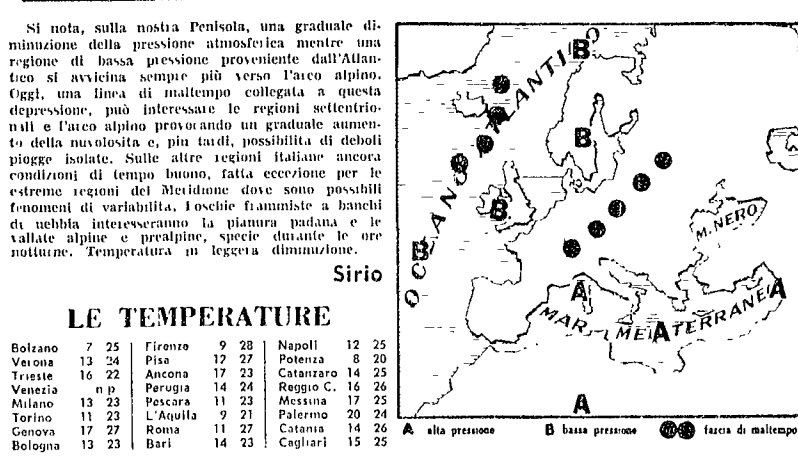 Si nota, sulla nostra Penisola, una graduale di-
minuzione della pressione atmosferica mentre una
regione di bassa pressione proveniente dall'Atlan-
tico si avvicina sempre più verso l'arco alpino.
Oggi, una linea di maltempo collegata a questa
depressione, può interessare le regioni settentrio-
nali e l'arco alpino provocando un graduale aumen-
to della nuvolosita e, piu tardi, possibilita di deboli
piogge isolate. Sulle altre regioni italiane ancora
condizioni di tempo buono, fatta eccezione per le
estreme regioni del Meridione dove sono possibili
fenomeni di variabilita. Foschie frammiste a banchi
di nebbia interesseranno la pianura padana e le
vallate alpine e prealpine, specie durante le ore
notturne. Temperatura in leggera diminuzione.
Sirio
LE TEMPERATURE
Bolzano 7 25
Verona 13 24
Trieste 16 22
Venezia n p
Milano 13 23
Torino 11 23
Genova 17 27
Bologna 13 23
Firenze 9 28
Pisa 12 27
Ancona 17 23
Perugia 14 24
Pescara 11 23
L'Aquila 9 21
Roma 11 27
Bari 14 23
Napoli 12 25
Potenza 8 20
Catanzaro 14 25
Reggio C. 16 26
Messina 17 25
Palermo 20 24
Catania 14 26
Cagliari 15 25
OCEANO ATLANTICO
B
B
B
B
M. NERO
A
A
MAR MEDITERRANEO
A
A
A alta pressione
B bassa pressione
fascia di maltempo